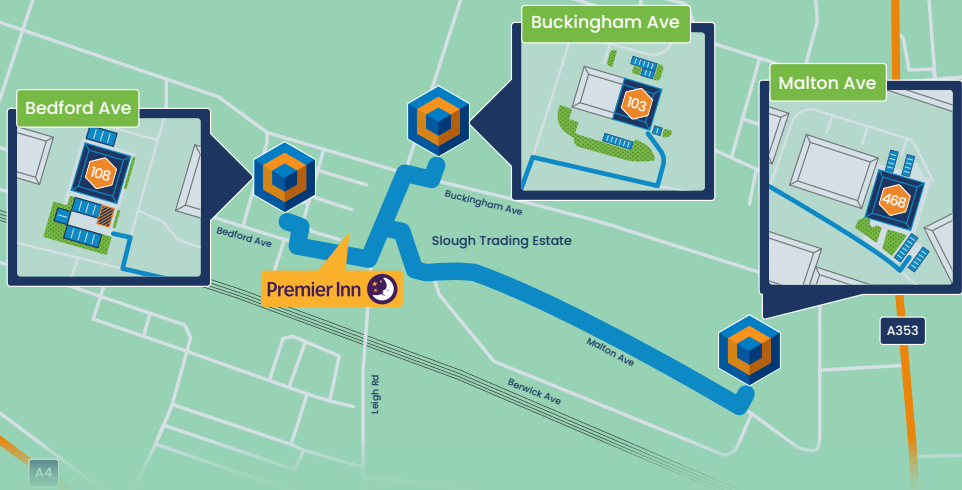 Buckingham Ave
103
Malton Ave
468
Bedford Ave
108
Buckingham Ave
Bedford Ave
Slough Trading Estate
Premier Inn
A353
Malton Ave
Berwick Ave
Leigh Rd
A4